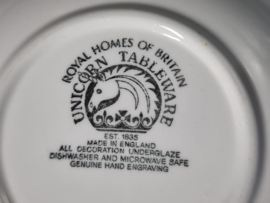 ROYAL HOMES OF BRITAIN
UNICORN TABLEWARE
EST. 1835
MADE IN ENGLAND
ALL DECORATION UNDERGLAZE
DISHWASHER AND MICROWAVE SAFE
GENUINE HAND ENGRAVING